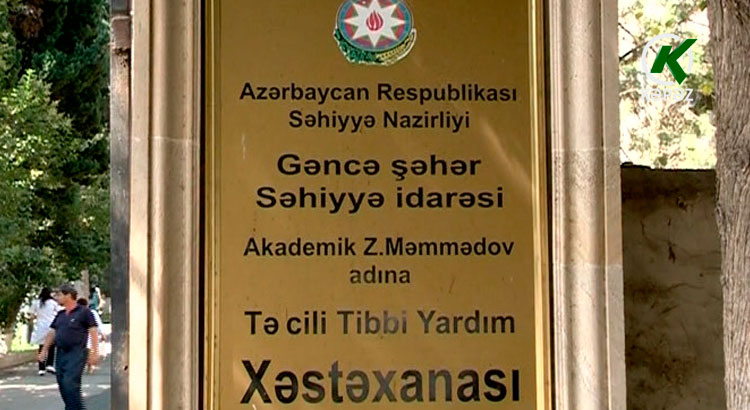 K
Azərbaycan Respublikası
Səhiyyə Nazirliyi
Gəncə şəhər
Səhiyyə idarəsi
Akademik Z.Məmmədov
adına
Tə cili Tibbi Yardım
Xəstəxanası